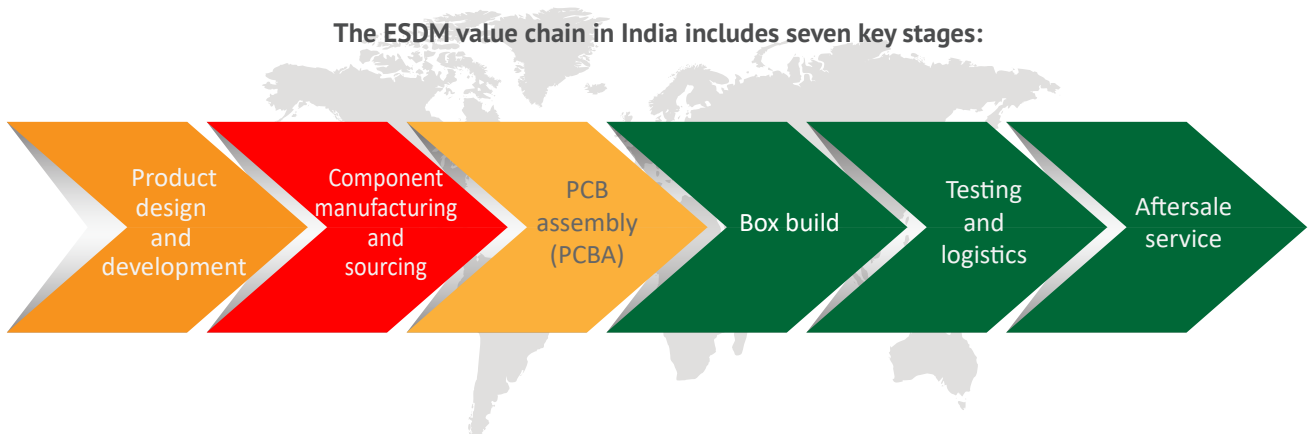 The ESDM value chain in India includes seven key stages:
Product
design
and
development
Component
manufacturing
and
sourcing
PCB
assembly
(PCBA)
Box build
Testing
and
logistics
Aftersale
service